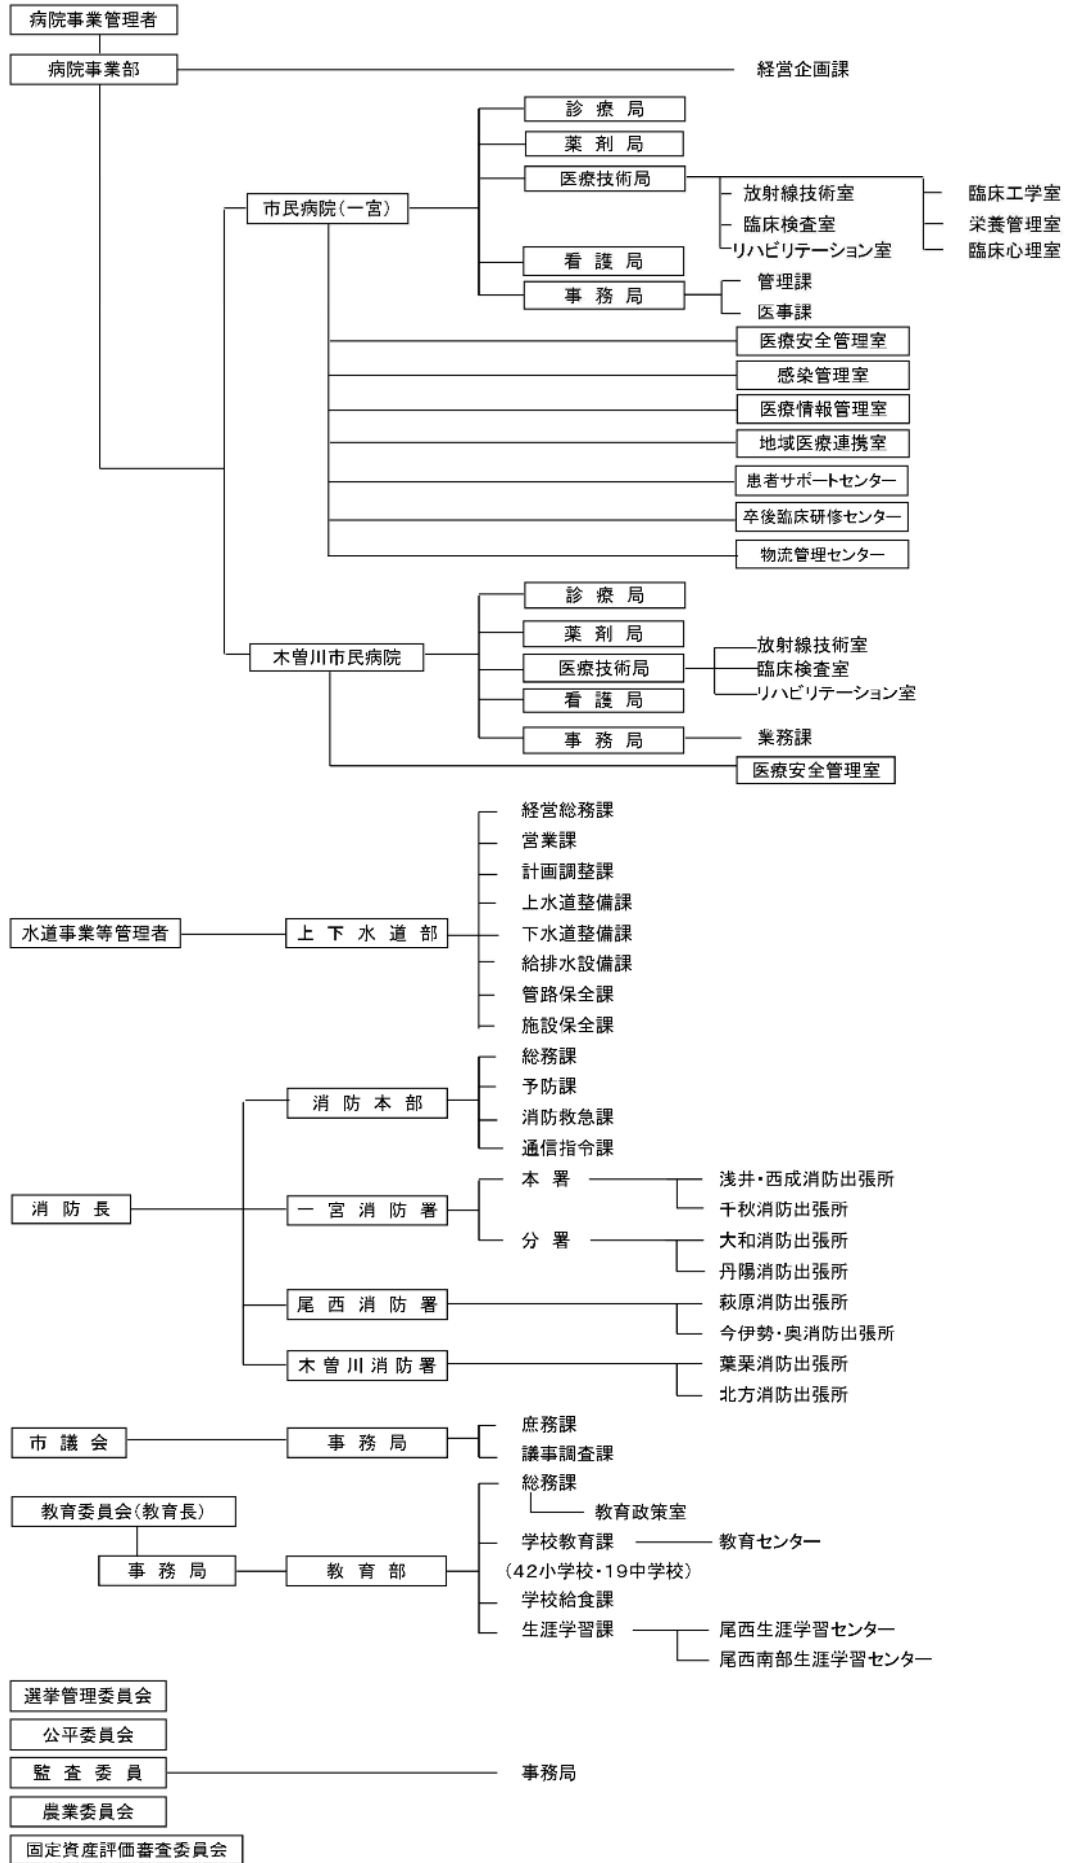 病院事業管理者
病院事業部
経営企画課
市民病院(一宮)
診療局
薬剤局
医療技術局
放射線技術室
臨床検査室
リハビリテーション室
臨床工学室
栄養管理室
臨床心理室
看護局
事務局
管理課
医事課
医療安全管理室
感染管理室
医療情報管理室
地域医療連携室
患者サポートセンター
卒後臨床研修センター
物流管理センター
木曽川市民病院
診療局
薬剤局
医療技術局
放射線技術室
臨床検査室
リハビリテーション室
看護局
事務局
業務課
医療安全管理室
水道事業等管理者
上下水道部
経営総務課
営業課
計画調整課
上水道整備課
下水道整備課
給排水設備課
管路保全課
施設保全課
消防長
消防本部
総務課
予防課
消防救急課
通信指令課
一宮消防署
本署
浅井・西成消防出張所
千秋消防出張所
分署
大和消防出張所
丹陽消防出張所
尾西消防署
萩原消防出張所
今伊勢・奥消防出張所
木曽川消防署
葉栗消防出張所
北方消防出張所
市議会
事務局
庶務課
議事調査課
教育委員会(教育長)
事務局
教育部
総務課
教育政策室
学校教育課
教育センター
(42小学校・19中学校)
学校給食課
生涯学習課
尾西生涯学習センター
尾西南部生涯学習センター
選挙管理委員会
公平委員会
監査委員
事務局
農業委員会
固定資産評価審査委員会